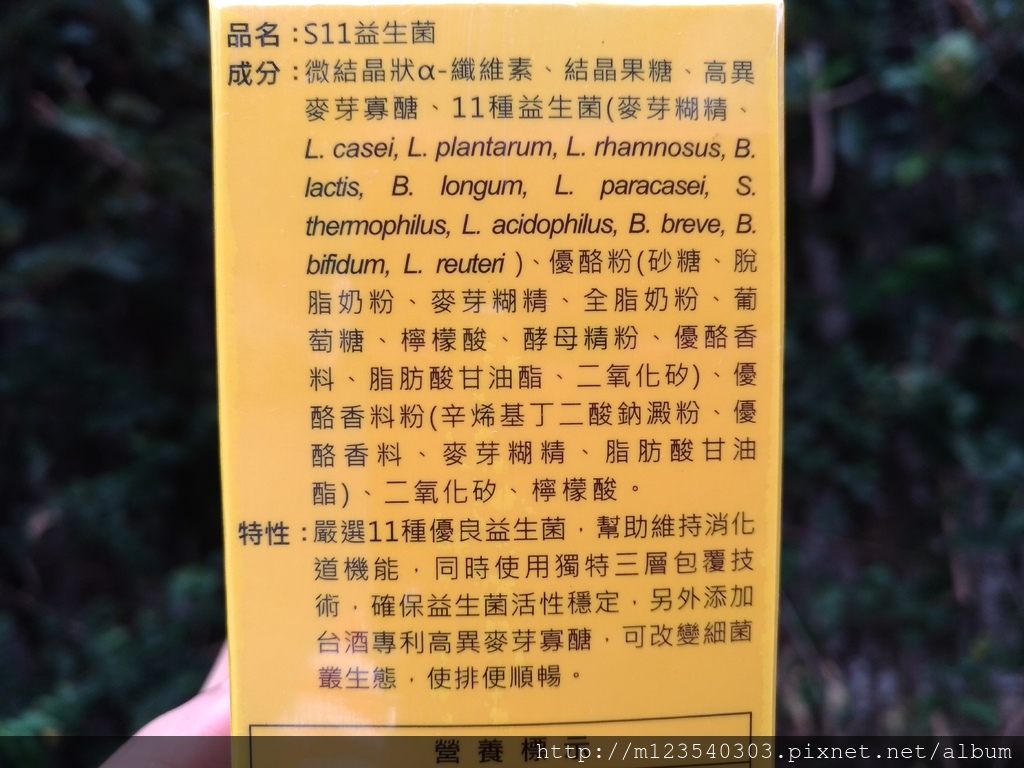 品名：S11益生菌
成分：微結晶狀α-纖維素、結晶果糖、高異
麥芽寡醣、11種益生菌(麥芽糊精、
L. casei, L. plantarum, L. rhamnosus, B.
lactis, B. longum, L. paracasei, S.
thermophilus, L. acidophilus, B. breve, B.
bifidum, L. reuteri )、優酪粉(砂糖、脫
脂奶粉、麥芽糊精、全脂奶粉、葡
萄糖、檸檬酸、酵母精粉、優酪香
料、脂肪酸甘油酯、二氧化矽)、優
酪香料粉(辛烯基丁二酸鈉澱粉、優
酪香料、麥芽糊精、脂肪酸甘油
酯)、二氧化矽、檸檬酸。
特性：嚴選11種優良益生菌，幫助維持消化
道機能，同時使用獨特三層包覆技
術，確保益生菌活性穩定，另外添加
台酒專利高異麥芽寡醣，可改變細菌
叢生態，使排便順暢。
營養標示
http://m123540303.pixnet.net/album